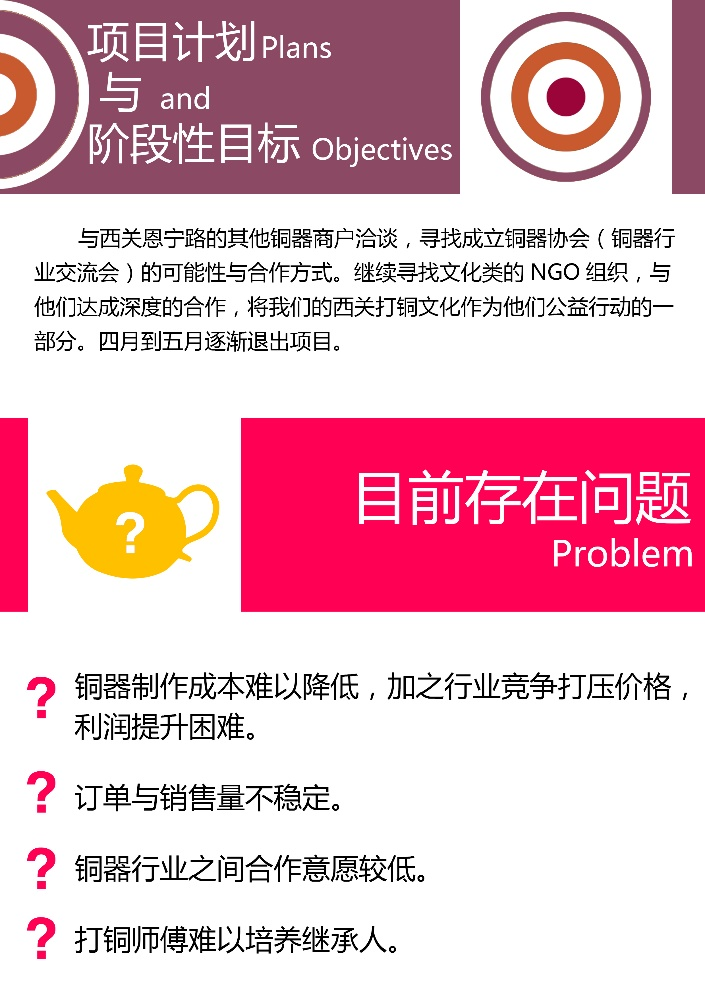 项目计划Plans
与 and
阶段性目标 Objectives
与西关恩宁路的其他铜器商户洽谈，寻找成立铜器协会（铜器行
业交流会）的可能性与合作方式。继续寻找文化类的 NGO 组织，与
他们达成深度的合作，将我们的西关打铜文化作为他们公益行动的一
部分。四月到五月逐渐退出项目。
?
目前存在问题
Problem
? 铜器制作成本难以降低，加之行业竞争打压价格，
利润提升困难。
? 订单与销售量不稳定。
? 铜器行业之间合作意愿较低。
? 打铜师傅难以培养继承人。